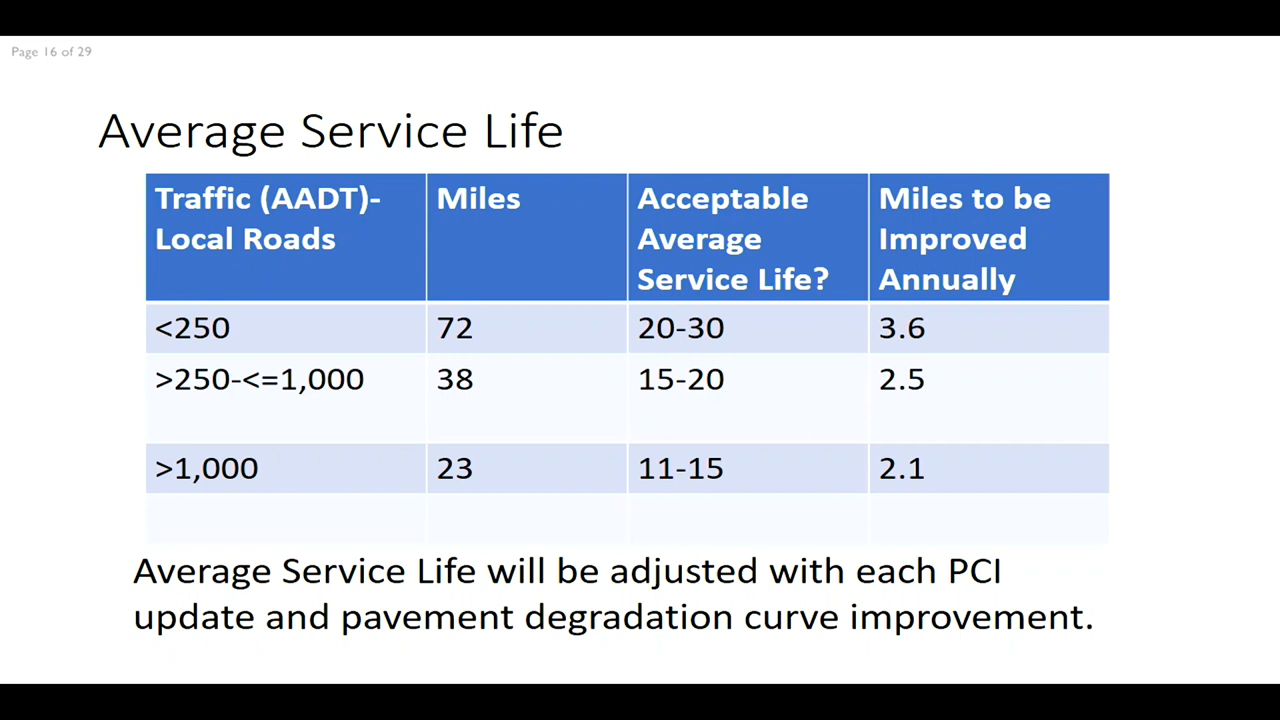 Page 16 of 29
Average Service Life
Traffic (AADT)- Miles Acceptable Miles to be
Local Roads Average Improved
Service Life? Annually
<250 72 20-30 3.6
>250-<=1,000 38 15-20 2.5
>1,000 23 11-15 2.1
Average Service Life will be adjusted with each PCI
update and pavement degradation curve improvement.